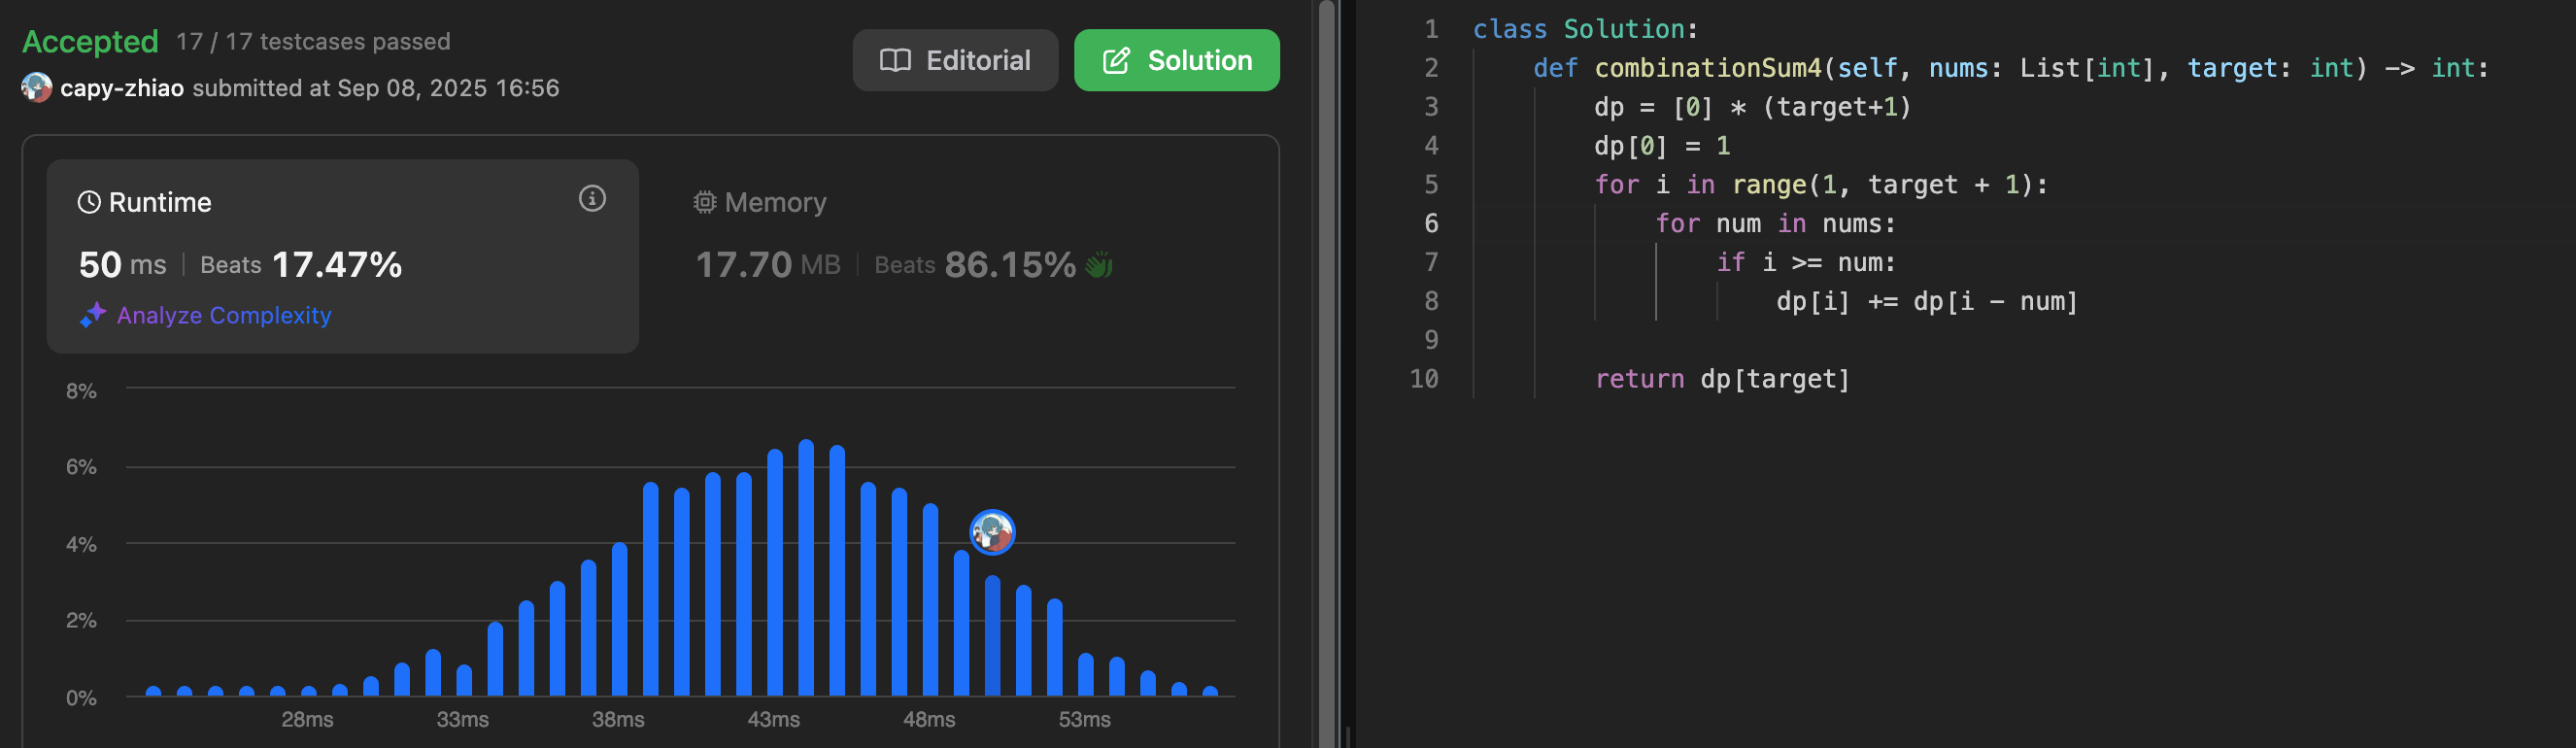 Accepted 17 / 17 testcases passed
Editorial
Solution
capy-zhiao submitted at Sep 08, 2025 16:56
Runtime
50 ms | Beats 17.47%
Analyze Complexity
Memory
17.70 MB | Beats 86.15%
8%
6%
4%
2%
0%
28ms 33ms 38ms 43ms 48ms 53ms
1 class Solution:
2     def combinationSum4(self, nums: List[int], target: int) -> int:
3         dp = [0] * (target+1)
4         dp[0] = 1
5         for i in range(1, target + 1):
6             for num in nums:
7                 if i >= num:
8                     dp[i] += dp[i - num]
9
10         return dp[target]